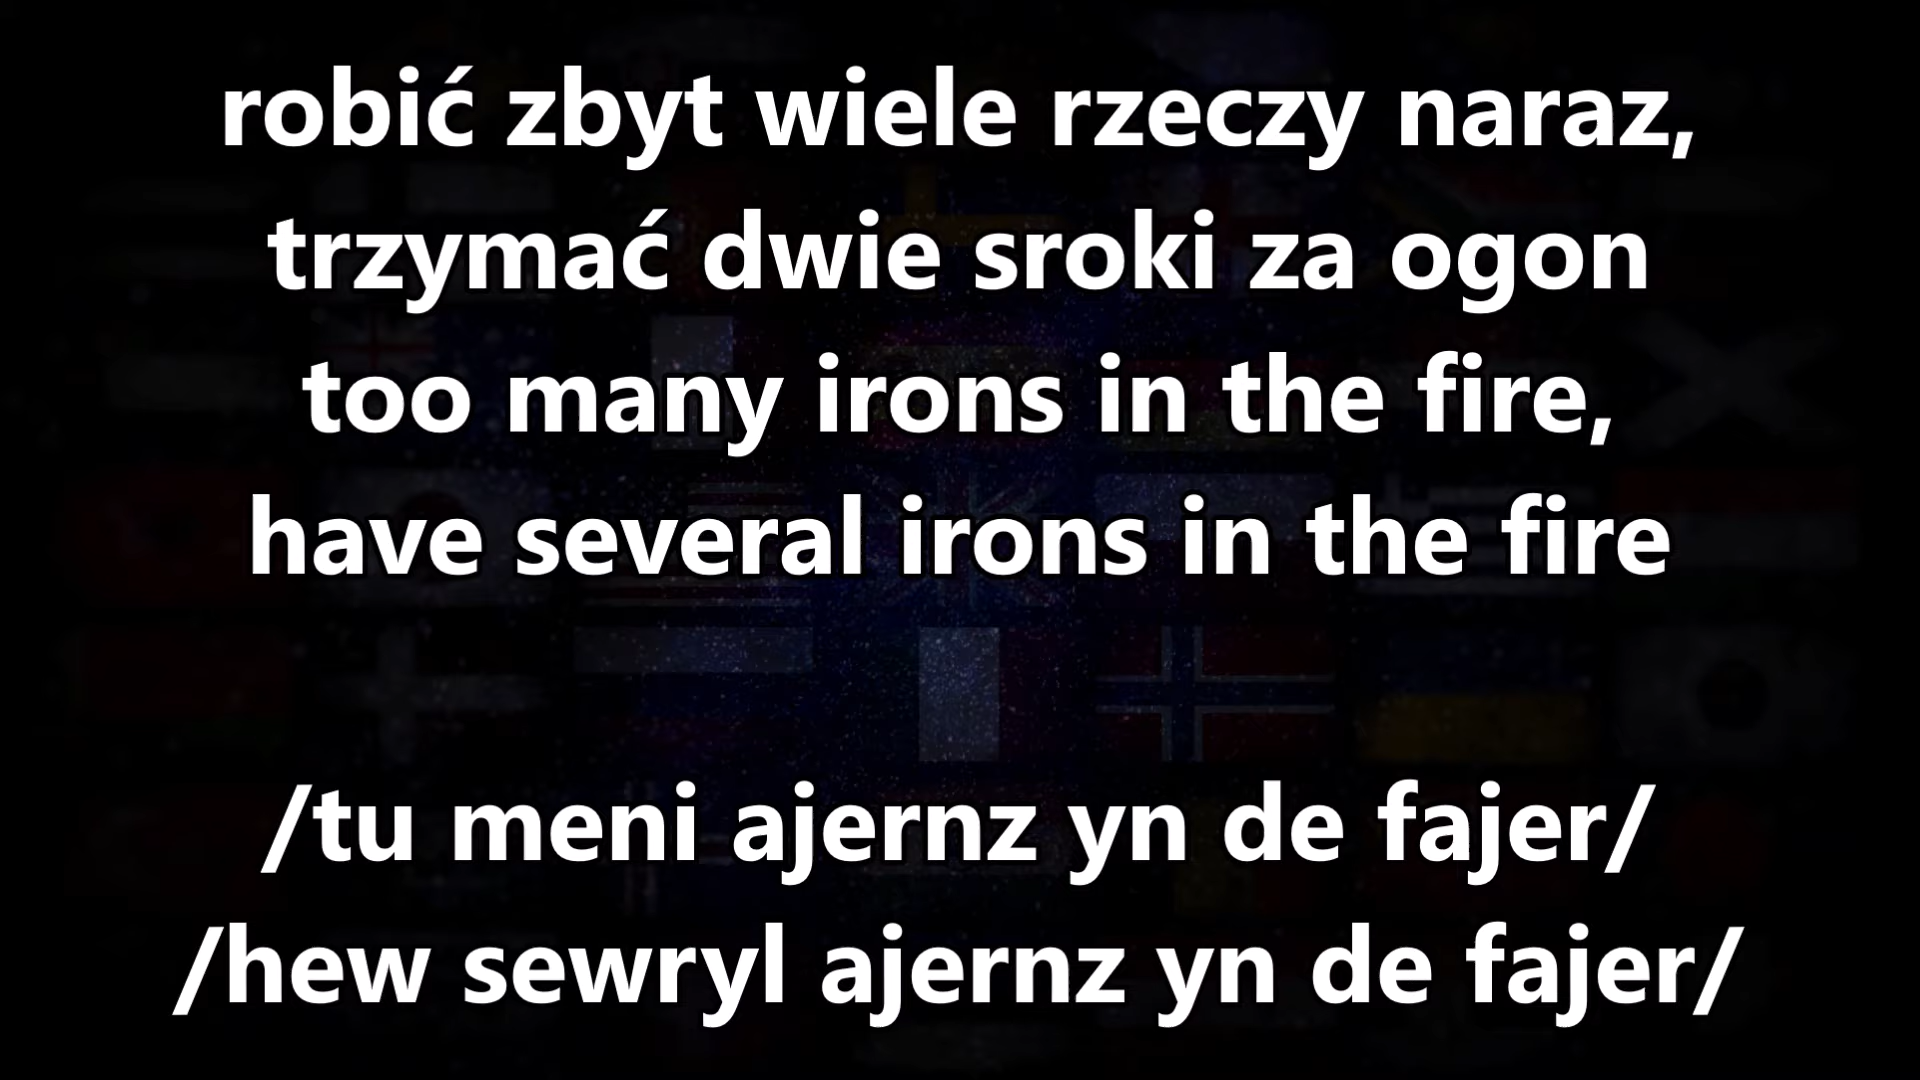 robić zbyt wiele rzeczy naraz,
trzymać dwie sroki za ogon
too many irons in the fire,
have several irons in the fire
/tu meni ajernz yn de fajer/
/hew sewryl ajernz yn de fajer/